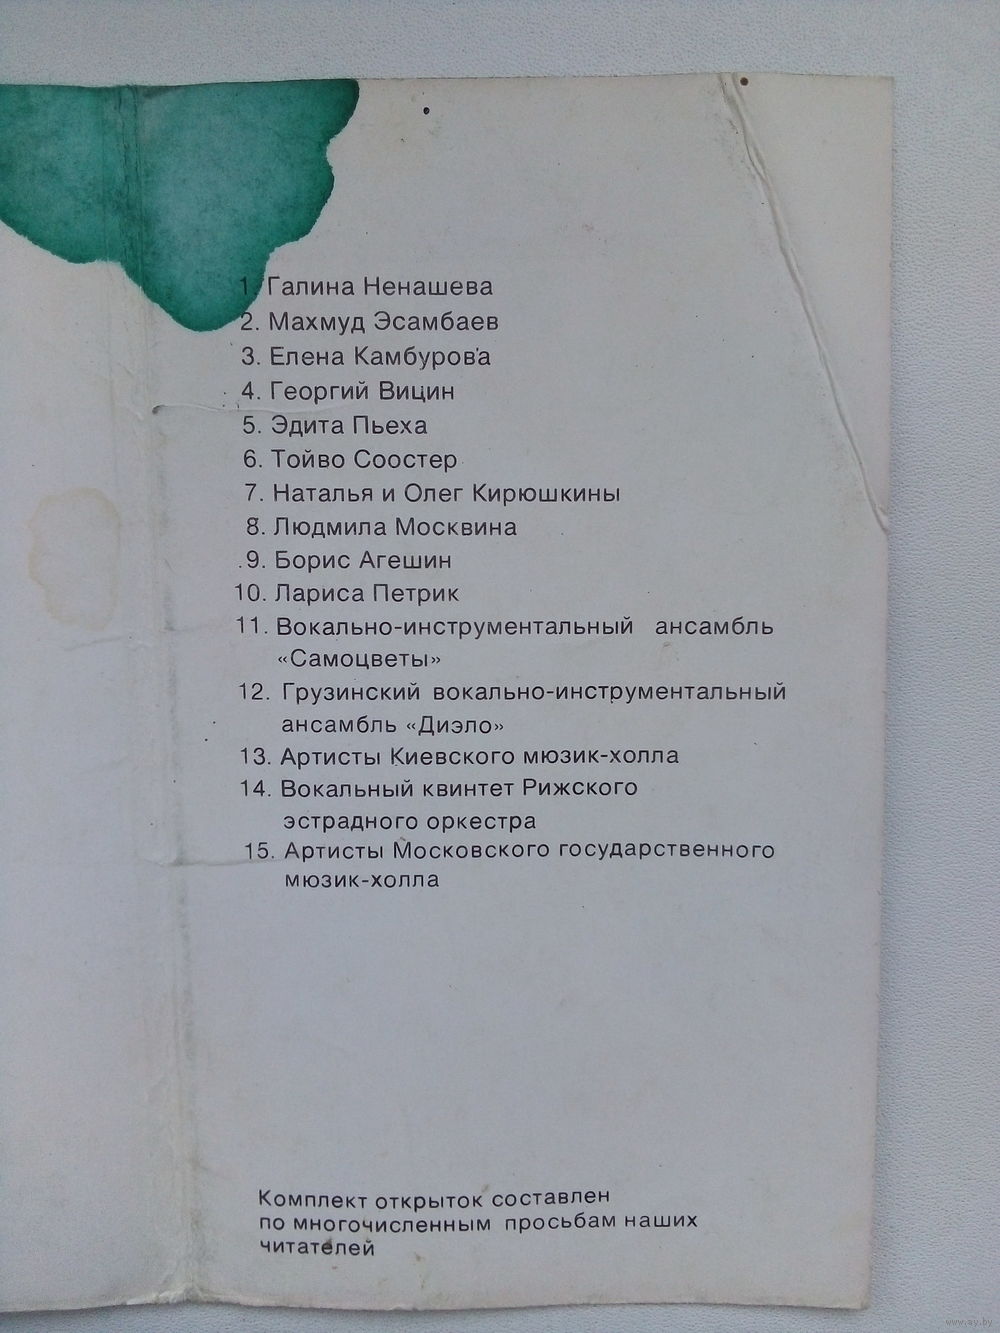 1. Галина Ненашева
2. Махмуд Эсамбаев
3. Елена Камбурова
4. Георгий Вицин
5. Эдита Пьеха
6. Тойво Соостер
7. Наталья и Олег Кирюшкины
8. Людмила Москвина
9. Борис Агешин
10. Лариса Петрик
11. Вокально-инструментальный ансамбль
«Самоцветы»
12. Грузинский вокально-инструментальный
ансамбль «Диэло»
13. Артисты Киевского мюзик-холла
14. Вокальный квинтет Рижского
эстрадного оркестра
15. Артисты Московского государственного
мюзик-холла
Комплект открыток составлен
по многочисленным просьбам наших
читателей
www.ay.by